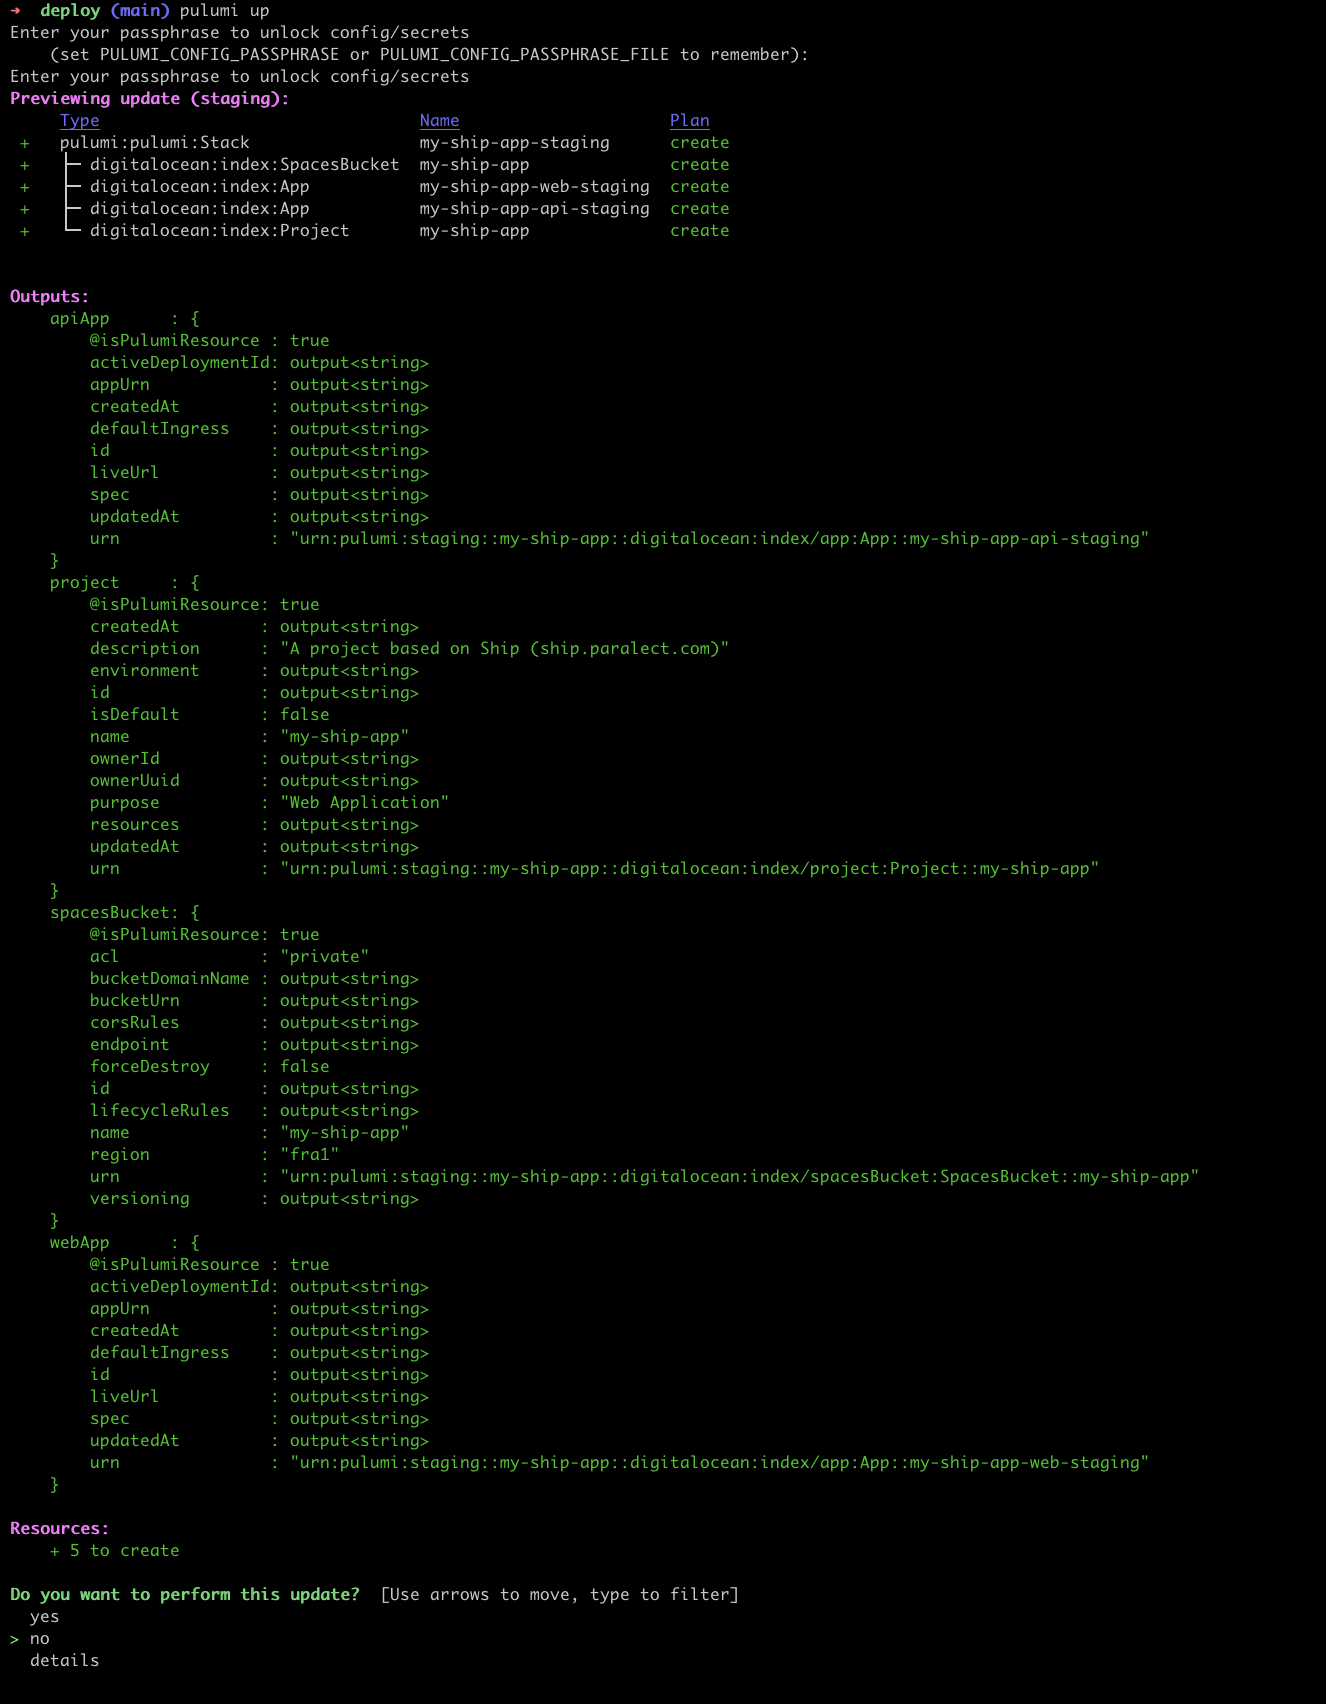 ➜  deploy (main) pulumi up
Enter your passphrase to unlock config/secrets
    (set PULUMI_CONFIG_PASSPHRASE or PULUMI_CONFIG_PASSPHRASE_FILE to remember):
Enter your passphrase to unlock config/secrets
Previewing update (staging):
     Type                                Name                     Plan
 +   pulumi:pulumi:Stack                 my-ship-app-staging      create
 +   ├─ digitalocean:index:SpacesBucket  my-ship-app              create
 +   ├─ digitalocean:index:App           my-ship-app-web-staging  create
 +   ├─ digitalocean:index:App           my-ship-app-api-staging  create
 +   └─ digitalocean:index:Project       my-ship-app              create
Outputs:
    apiApp      : {
        @isPulumiResource : true
        activeDeploymentId: output<string>
        appUrn            : output<string>
        createdAt         : output<string>
        defaultIngress    : output<string>
        id                : output<string>
        liveUrl           : output<string>
        spec              : output<string>
        updatedAt         : output<string>
        urn               : "urn:pulumi:staging::my-ship-app::digitalocean:index/app:App::my-ship-app-api-staging"
    }
    project     : {
        @isPulumiResource: true
        createdAt        : output<string>
        description      : "A project based on Ship (ship.paralect.com)"
        environment      : output<string>
        id               : output<string>
        isDefault        : false
        name             : "my-ship-app"
        ownerId          : output<string>
        ownerUuid        : output<string>
        purpose          : "Web Application"
        resources        : output<string>
        updatedAt        : output<string>
        urn              : "urn:pulumi:staging::my-ship-app::digitalocean:index/project:Project::my-ship-app"
    }
    spacesBucket: {
        @isPulumiResource: true
        acl              : "private"
        bucketDomainName : output<string>
        bucketUrn        : output<string>
        corsRules        : output<string>
        endpoint         : output<string>
        forceDestroy     : false
        id               : output<string>
        lifecycleRules   : output<string>
        name             : "my-ship-app"
        region           : "fra1"
        urn              : "urn:pulumi:staging::my-ship-app::digitalocean:index/spacesBucket:SpacesBucket::my-ship-app"
        versioning       : output<string>
    }
    webApp      : {
        @isPulumiResource : true
        activeDeploymentId: output<string>
        appUrn            : output<string>
        createdAt         : output<string>
        defaultIngress    : output<string>
        id                : output<string>
        liveUrl           : output<string>
        spec              : output<string>
        updatedAt         : output<string>
        urn               : "urn:pulumi:staging::my-ship-app::digitalocean:index/app:App::my-ship-app-web-staging"
    }
Resources:
    + 5 to create
Do you want to perform this update?  [Use arrows to move, type to filter]
  yes
> no
  details